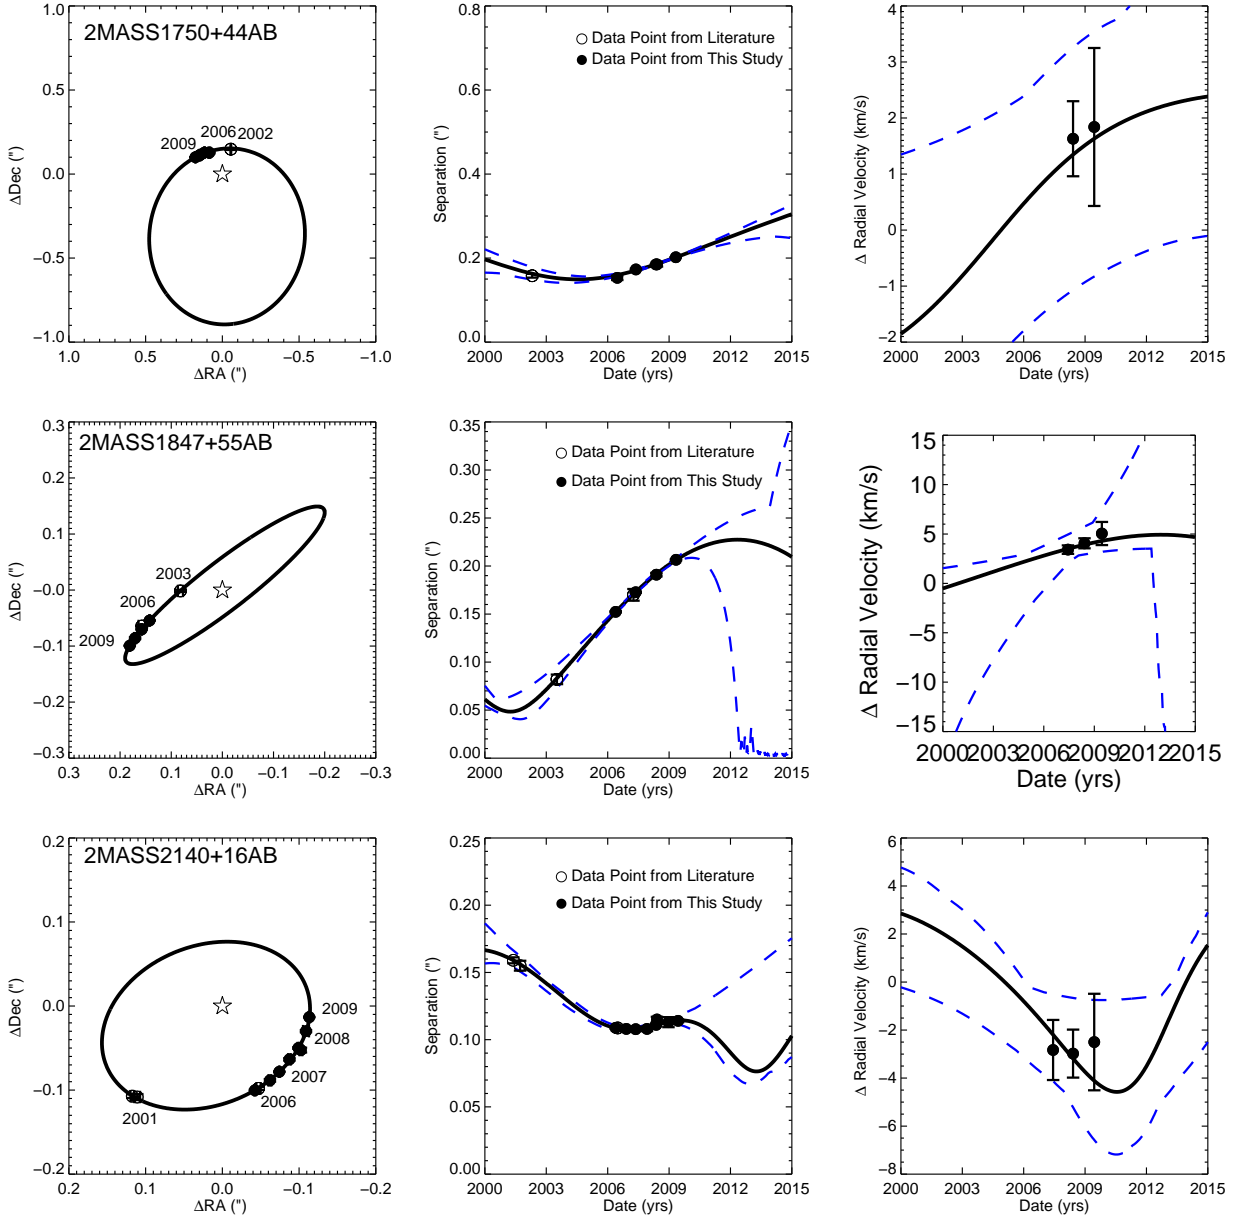 2MASS1750+44AB
1.0
0.5
0.0
−0.5
−1.0
ΔDec (")
2009
2006
2002
1.0 0.5 0.0 −0.5 −1.0
ΔRA (")
0.8
0.6
0.4
0.2
0.0
Separation (")
Data Point from Literature
Data Point from This Study
2000 2003 2006 2009 2012 2015
Date (yrs)
4
3
2
1
0
−1
−2
Δ Radial Velocity (km/s)
2000 2003 2006 2009 2012 2015
Date (yrs)
2MASS1847+55AB
0.3
0.2
0.1
−0.0
−0.1
−0.2
−0.3
ΔDec (")
2003
2006
2009
0.3 0.2 0.1 0.0 −0.1 −0.2 −0.3
ΔRA (")
0.35
0.30
0.25
0.20
0.15
0.10
0.05
0.00
Separation (")
Data Point from Literature
Data Point from This Study
2000 2003 2006 2009 2012 2015
Date (yrs)
15
10
5
0
−5
−10
−15
Δ Radial Velocity (km/s)
2000 2003 2006 2009 2012 2015
Date (yrs)
2MASS2140+16AB
0.2
0.1
0.0
−0.1
−0.2
ΔDec (")
2009
2008
2007
2006
2001
0.2 0.1 0.0 −0.1 −0.2
ΔRA (")
0.25
0.20
0.15
0.10
0.05
0.00
Separation (")
Data Point from Literature
Data Point from This Study
2000 2003 2006 2009 2012 2015
Date (yrs)
6
4
2
0
−2
−4
−6
−8
Δ Radial Velocity (km/s)
2000 2003 2006 2009 2012 2015
Date (yrs)